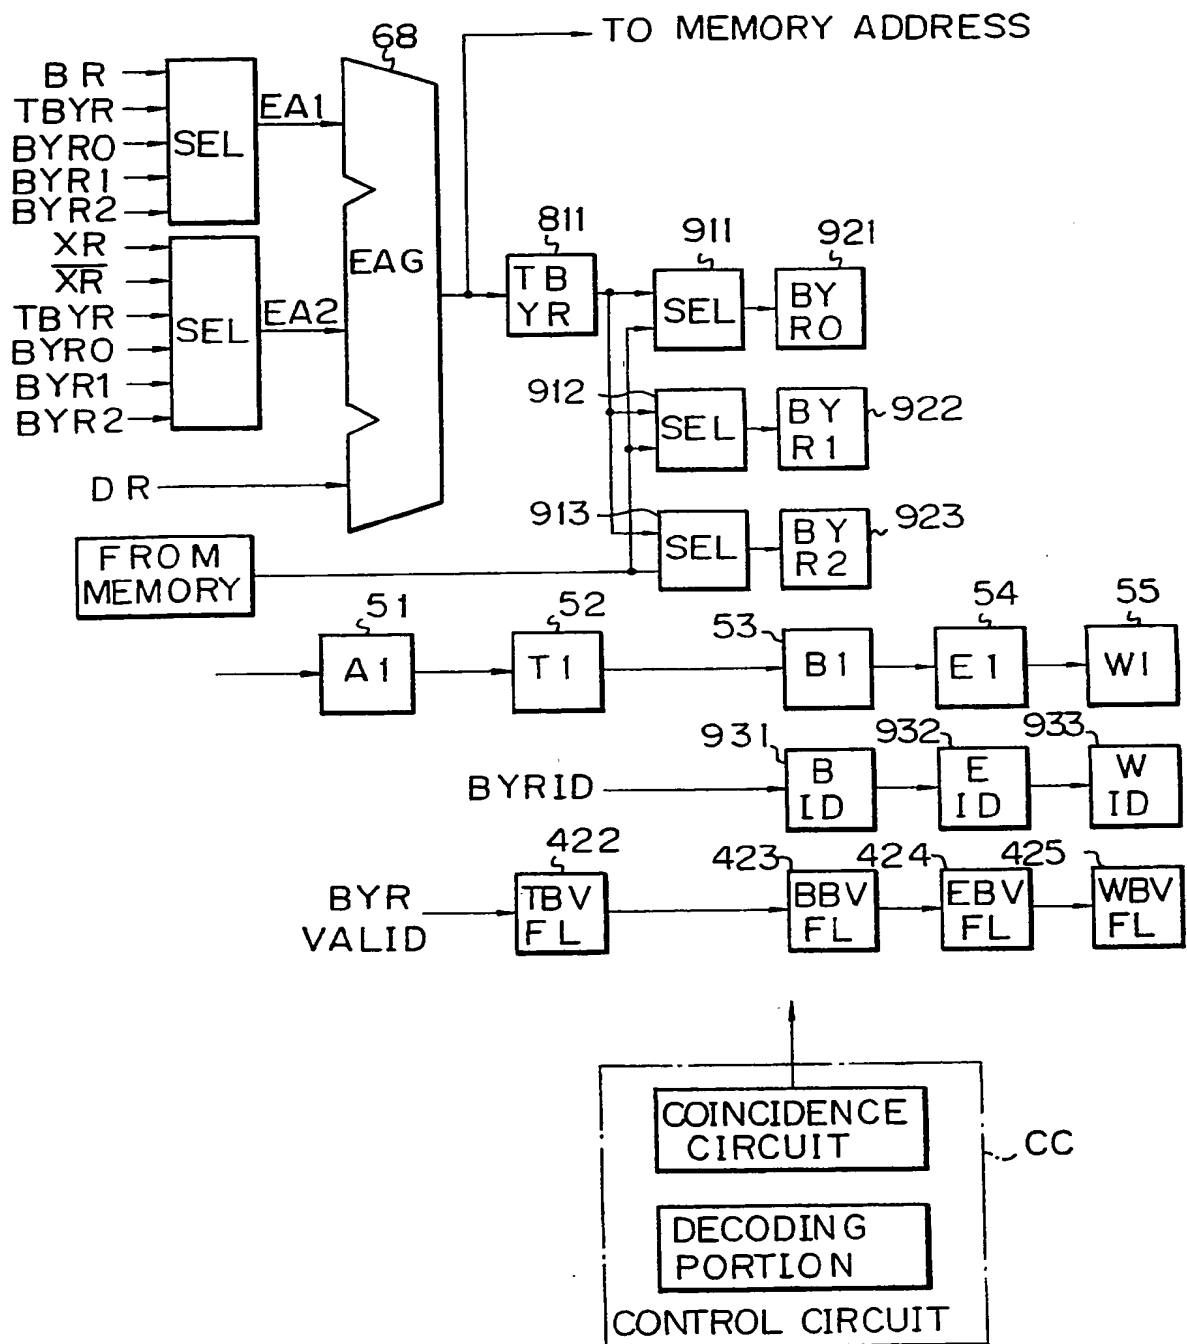 68
TO MEMORY ADDRESS
BR
TBYR
BYR0
BYR1
BYR2
SEL
EA1
XR
X̅R̅
TBYR
BYR0
BYR1
BYR2
SEL
EA2
EAG
DR
811
TB
YR
911
SEL
921
BY
R0
912
SEL
BY
R1
922
913
SEL
BY
R2
923
FROM
MEMORY
51
A1
52
T1
53
B1
54
E1
55
W1
BYRID
931
B
ID
932
E
ID
933
W
ID
BYR
VALID
422
TBV
FL
423
BBV
FL
424
EBV
FL
425
WBV
FL
COINCIDENCE
CIRCUIT
CC
DECODING
PORTION
CONTROL CIRCUIT